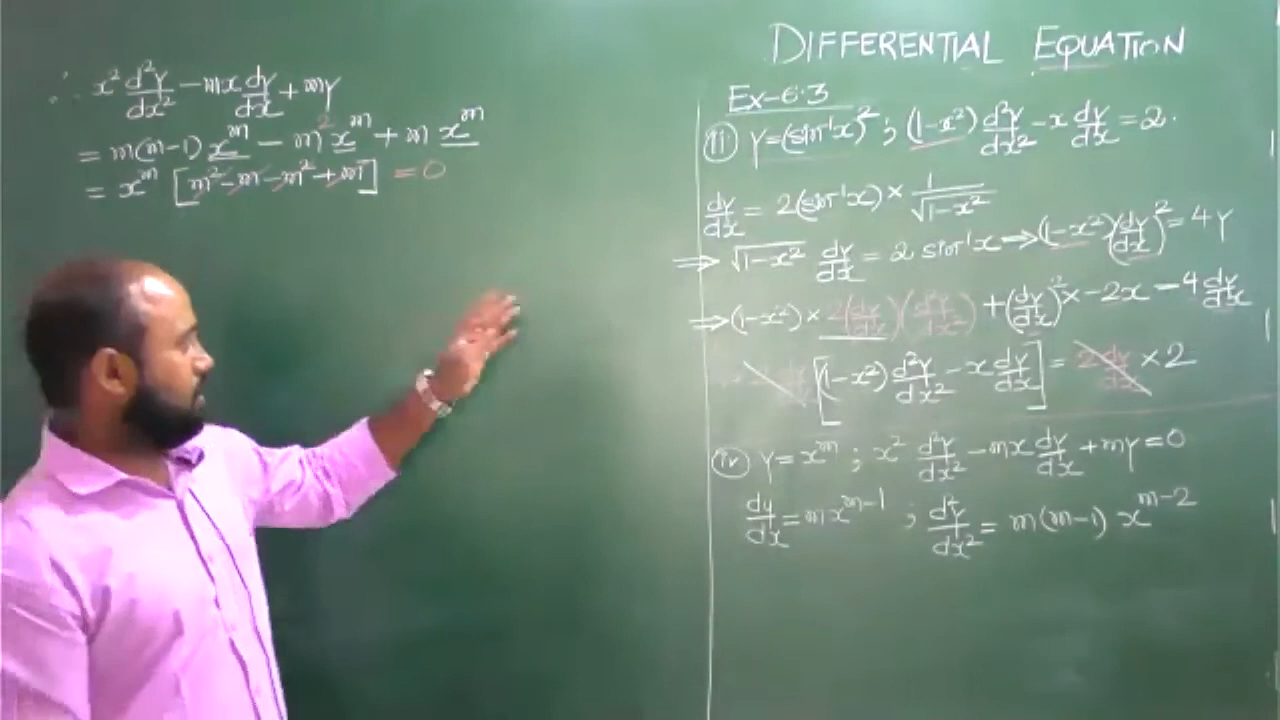 ∴ x² d²y/dx² - mx dy/dx + my
= m(m-1) x^m - m² x^m + m x^m
= x^m [m² - m - m² + m] = 0
DIFFERENTIAL EQUATION
Ex-6.3
(iii) y = (sin⁻¹x)² ; (1-x²) d²y/dx² - x dy/dx = 2.
dy/dx = 2(sin⁻¹x) × 1/√(1-x²)
⇒ √(1-x²) dy/dx = 2 sin⁻¹x → (1-x²)(dy/dx)² = 4y
⇒ (1-x²) × 2(dy/dx)(d²y/dx²) + (dy/dx)² × -2x = 4 dy/dx
[(1-x²) d²y/dx² - x dy/dx] = 2 dy/dx × 2
(iv) y = x^m ; x² d²y/dx² - mx dy/dx + my = 0
dy/dx = mx^(m-1) ; d²y/dx² = m(m-1) x^(m-2)